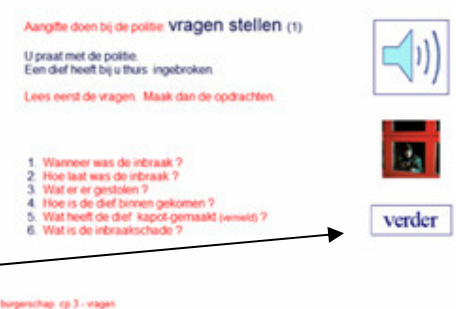 Aangifte doen bij de politie: vragen stellen (1)
U praat met de politie.
Een dief heeft bij u thuis ingebroken.
Lees eerst de vragen. Maak dan de opdrachten.
1. Wanneer was de inbraak ?
2. Hoe laat was de inbraak ?
3. Wat er er gestolen ?
4. Hoe is de dief binnen gekomen ?
5. Wat heeft de dief kapot-gemaakt (vernield) ?
6. Wat is de inbraakschade ?
verder
burgerschap cp 3 - vragen